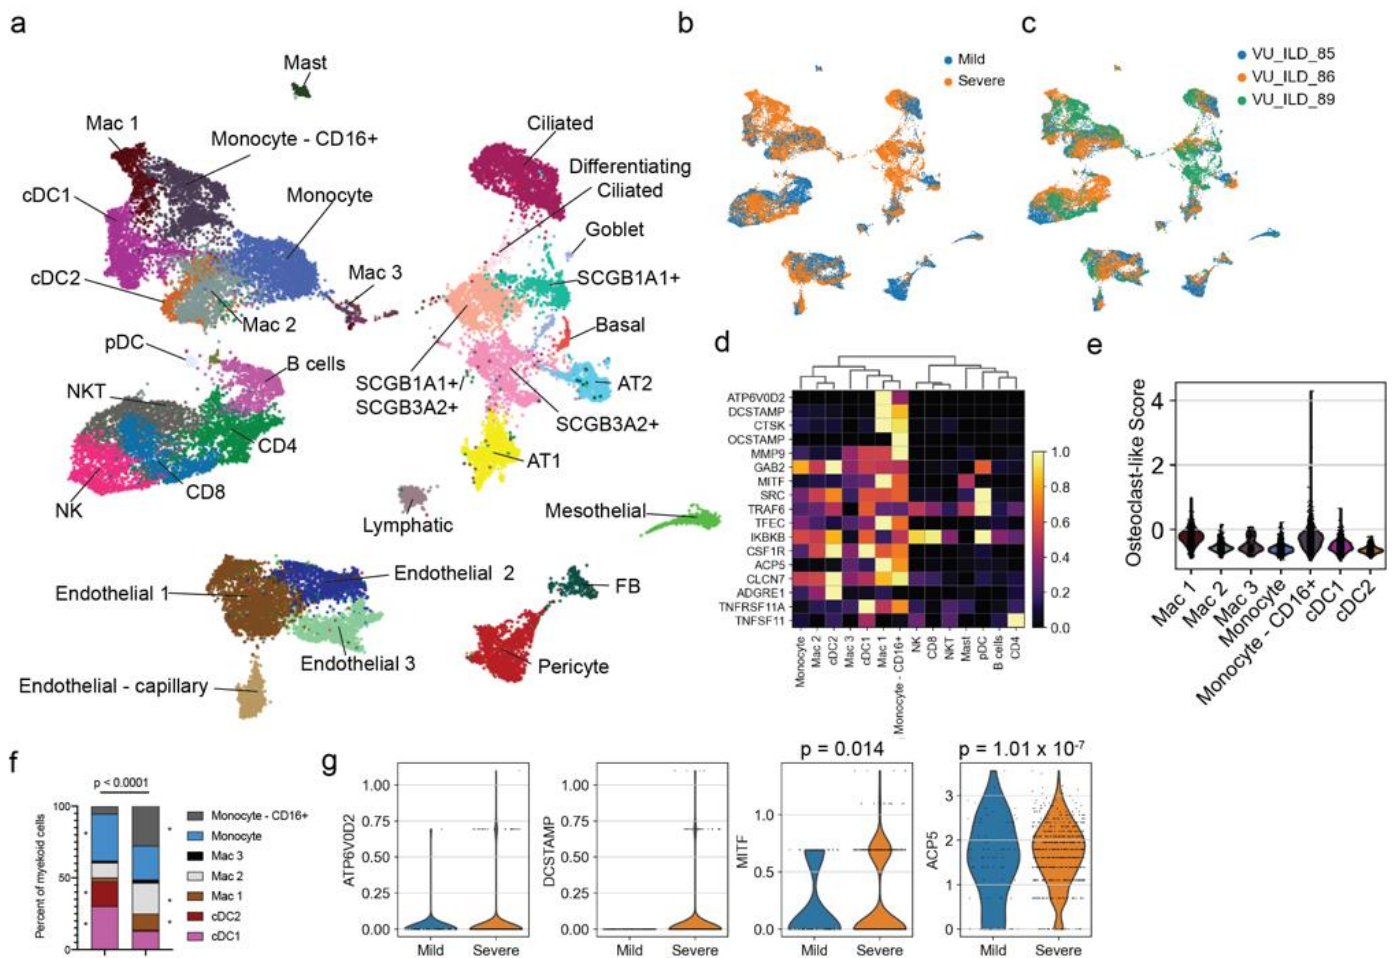 a
Mast
Mac 1
Monocyte - CD16+
cDC1
Monocyte
cDC2
Mac 3
Mac 2
pDC
B cells
NKT
CD4
CD8
NK
Ciliated
Differentiating
Ciliated
Goblet
SCGB1A1+
Basal
SCGB1A1+/
SCGB3A2+
AT2
SCGB3A2+
AT1
Lymphatic
Mesothelial
Endothelial 1
Endothelial 2
Endothelial 3
Endothelial - capillary
FB
Pericyte
b
Mild
Severe
c
VU_ILD_85
VU_ILD_86
VU_ILD_89
d
ATP6V0D2
DCSTAMP
CTSK
OCSTAMP
MMP9
GAB2
MITF
SRC
TRAF6
TFEC
IKBKB
CSF1R
ACP5
CLCN7
ADGRE1
TNFRSF11A
TNFSF11
Monocyte
Mac 2
cDC2
Mac 3
cDC1
Mac 1
Monocyte - CD16+
NK
CD8
NKT
Mast
pDC
B cells
CD4
1.0
0.8
0.6
0.4
0.2
0.0
e
Osteoclast-like Score
4
2
0
Mac 1
Mac 2
Mac 3
Monocyte
Monocyte - CD16+
cDC1
cDC2
f
p < 0.0001
Percent of myekoid cells
100
50
0
*
*
*
*
*
*
Monocyte - CD16+
Monocyte
Mac 3
Mac 2
Mac 1
cDC2
cDC1
g
ATP6V0D2
1.00
0.75
0.50
0.25
0.00
Mild Severe
DCSTAMP
1.00
0.75
0.50
0.25
0.00
Mild Severe
p = 0.014
MITF
1.0
0.5
0.0
Mild Severe
p = 1.01 x 10-7
ACP5
3
2
1
0
Mild Severe